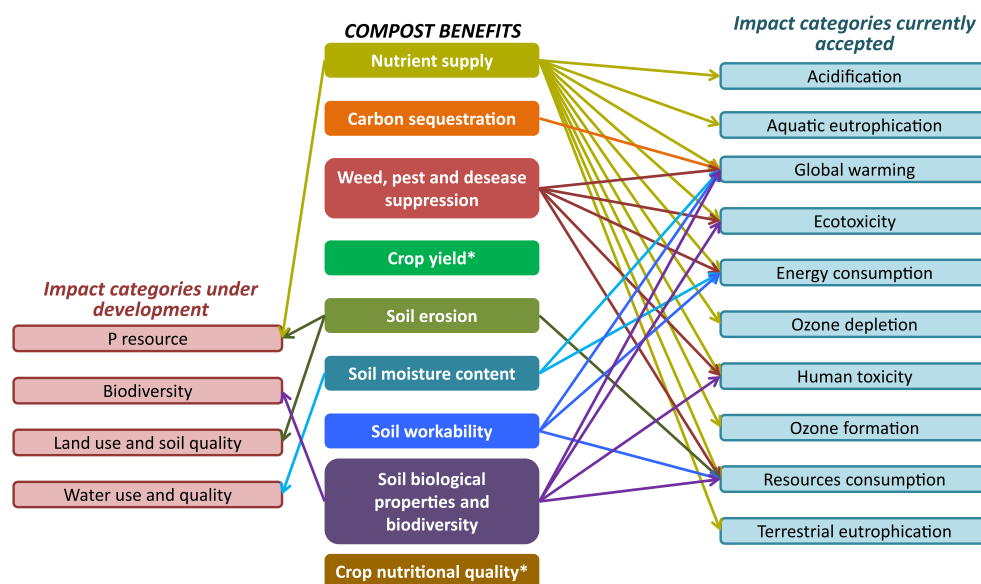 COMPOST BENEFITS
Nutrient supply
Carbon sequestration
Weed, pest and desease
suppression
Crop yield*
Soil erosion
Soil moisture content
Soil workability
Soil biological
properties and
biodiversity
Crop nutritional quality*
Impact categories under
development
P resource
Biodiversity
Land use and soil quality
Water use and quality
Impact categories currently
accepted
Acidification
Aquatic eutrophication
Global warming
Ecotoxicity
Energy consumption
Ozone depletion
Human toxicity
Ozone formation
Resources consumption
Terrestrial eutrophication